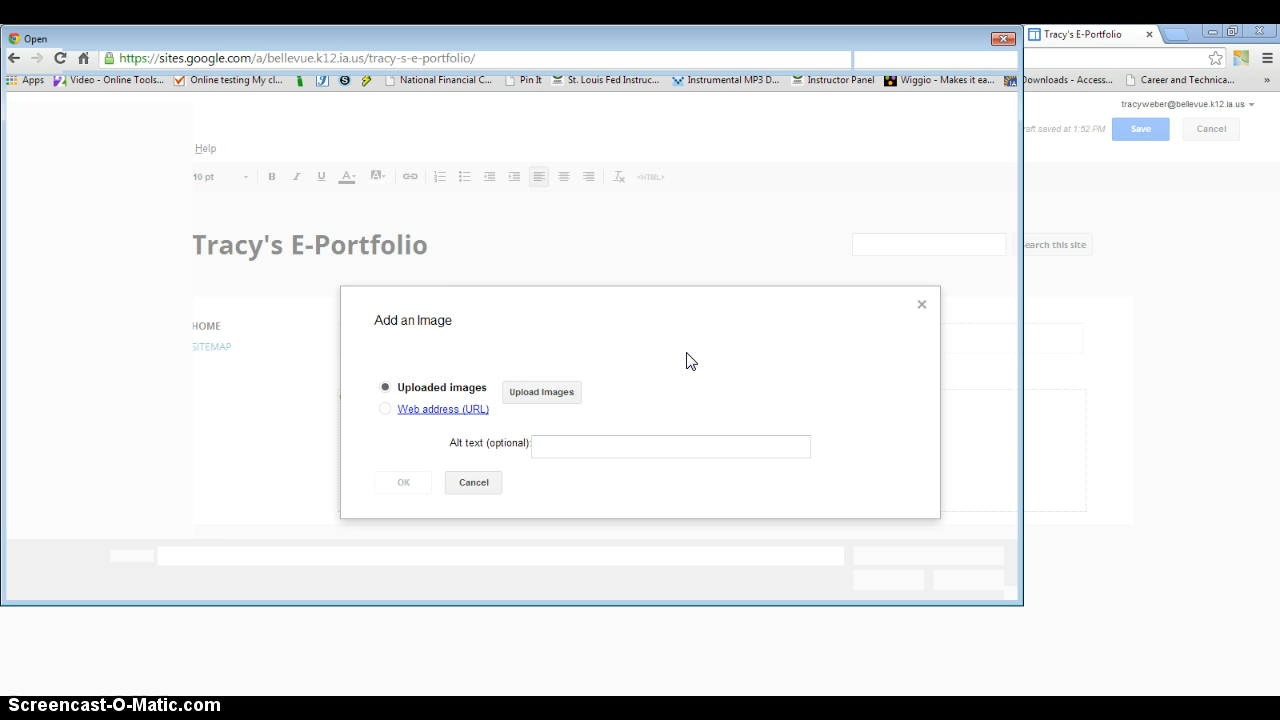 Open
Tracy's E-Portfolio
https://sites.google.com/a/bellevue.k12.ia.us/tracy-s-e-portfolio/
Apps Video - Online Tools... Online testing My cl... National Financial C... Pin It St. Louis Fed Instruc... Instrumental MP3 D... Instructor Panel Wiggio - Makes it ea... Downloads - Access... Career and Technica... »
tracyweber@bellevue.k12.ia.us
raft saved at 1:52 PM Save Cancel
Help
10 pt B I U A A <HTML>
Tracy's E-Portfolio
earch this site
HOME
SITEMAP
Add an Image
Uploaded images Upload Images
Web address (URL)
Alt text (optional):
OK Cancel
Screencast-O-Matic.com